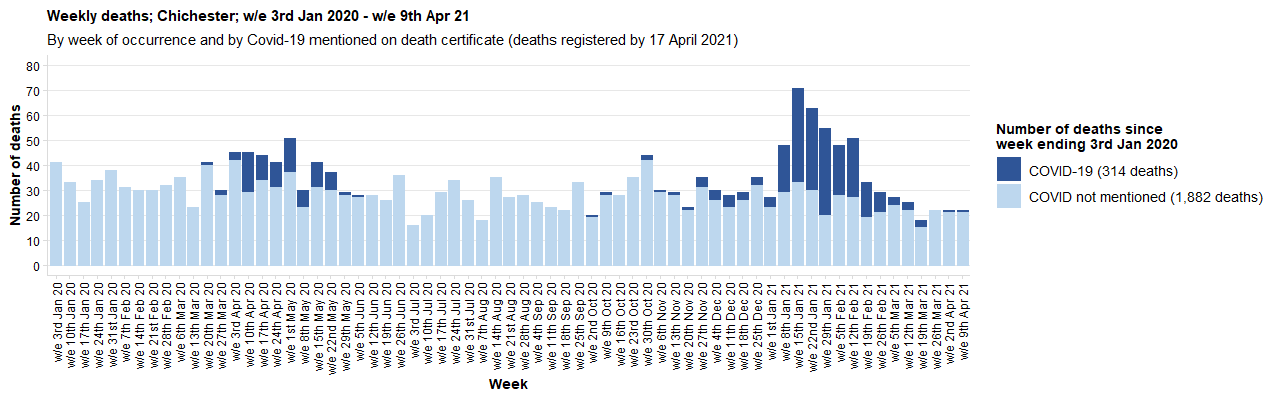 Weekly deaths; Chichester; w/e 3rd Jan 2020 - w/e 9th Apr 21
By week of occurrence and by Covid-19 mentioned on death certificate (deaths registered by 17 April 2021)
Number of deaths
80
70
60
50
40
30
20
10
0
w/e 3rd Jan 20
w/e 10th Jan 20
w/e 17th Jan 20
w/e 24th Jan 20
w/e 31st Jan 20
w/e 7th Feb 20
w/e 14th Feb 20
w/e 21st Feb 20
w/e 28th Feb 20
w/e 6th Mar 20
w/e 13th Mar 20
w/e 20th Mar 20
w/e 27th Mar 20
w/e 3rd Apr 20
w/e 10th Apr 20
w/e 17th Apr 20
w/e 24th Apr 20
w/e 1st May 20
w/e 8th May 20
w/e 15th May 20
w/e 22nd May 20
w/e 29th May 20
w/e 5th Jun 20
w/e 12th Jun 20
w/e 19th Jun 20
w/e 26th Jun 20
w/e 3rd Jul 20
w/e 10th Jul 20
w/e 17th Jul 20
w/e 24th Jul 20
w/e 31st Jul 20
w/e 7th Aug 20
w/e 14th Aug 20
w/e 21st Aug 20
w/e 28th Aug 20
w/e 4th Sep 20
w/e 11th Sep 20
w/e 18th Sep 20
w/e 25th Sep 20
w/e 2nd Oct 20
w/e 9th Oct 20
w/e 16th Oct 20
w/e 23rd Oct 20
w/e 30th Oct 20
w/e 6th Nov 20
w/e 13th Nov 20
w/e 20th Nov 20
w/e 27th Nov 20
w/e 4th Dec 20
w/e 11th Dec 20
w/e 18th Dec 20
w/e 25th Dec 20
w/e 1st Jan 21
w/e 8th Jan 21
w/e 15th Jan 21
w/e 22nd Jan 21
w/e 29th Jan 21
w/e 5th Feb 21
w/e 12th Feb 21
w/e 19th Feb 21
w/e 26th Feb 21
w/e 5th Mar 21
w/e 12th Mar 21
w/e 19th Mar 21
w/e 26th Mar 21
w/e 2nd Apr 21
w/e 9th Apr 21
Week
Number of deaths since
week ending 3rd Jan 2020
COVID-19 (314 deaths)
COVID not mentioned (1,882 deaths)